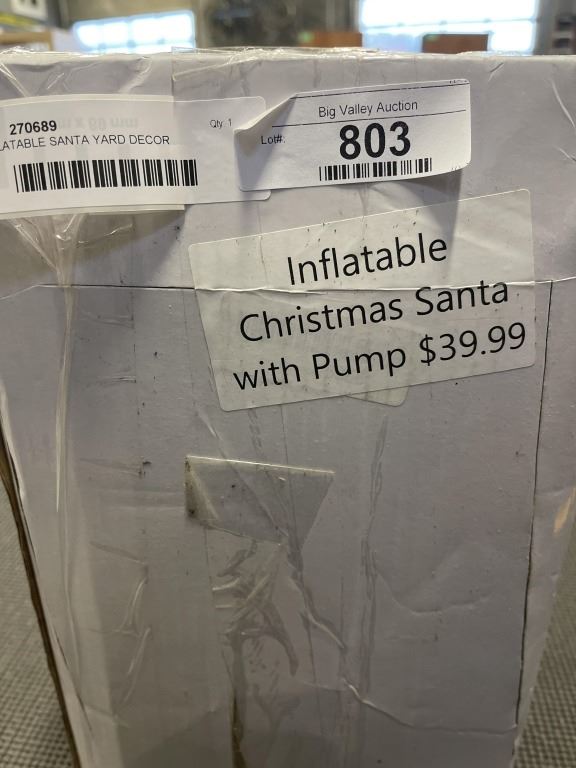 270689
Qty: 1
LATABLE SANTA YARD DECOR
Big Valley Auction
Lot#:
803
Inflatable
Christmas Santa
with Pump $39.99